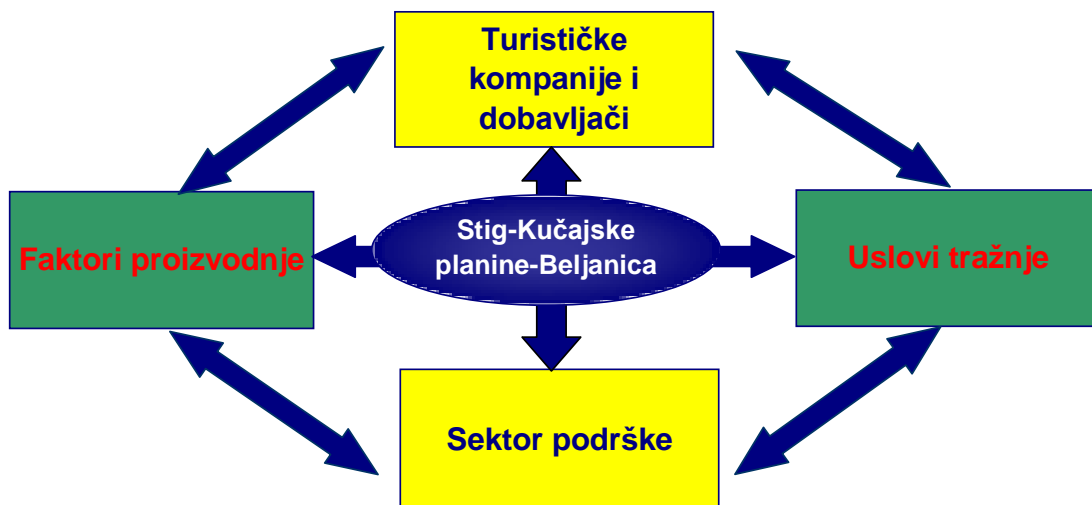 Turističke
kompanije i
dobavljači
Faktori proizvodnje
Stig-Kučajske
planine-Beljanica
Uslovi tražnje
Sektor podrške